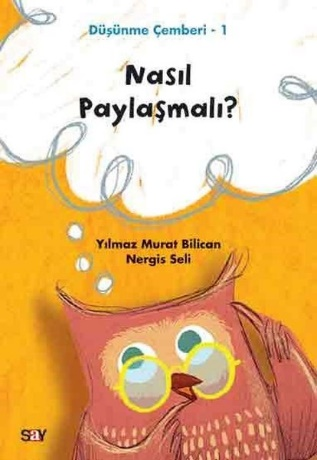 Düşünme Çemberi - 1
Nasıl
Paylaşmalı?
Yılmaz Murat Bilican
Nergis Seli
say